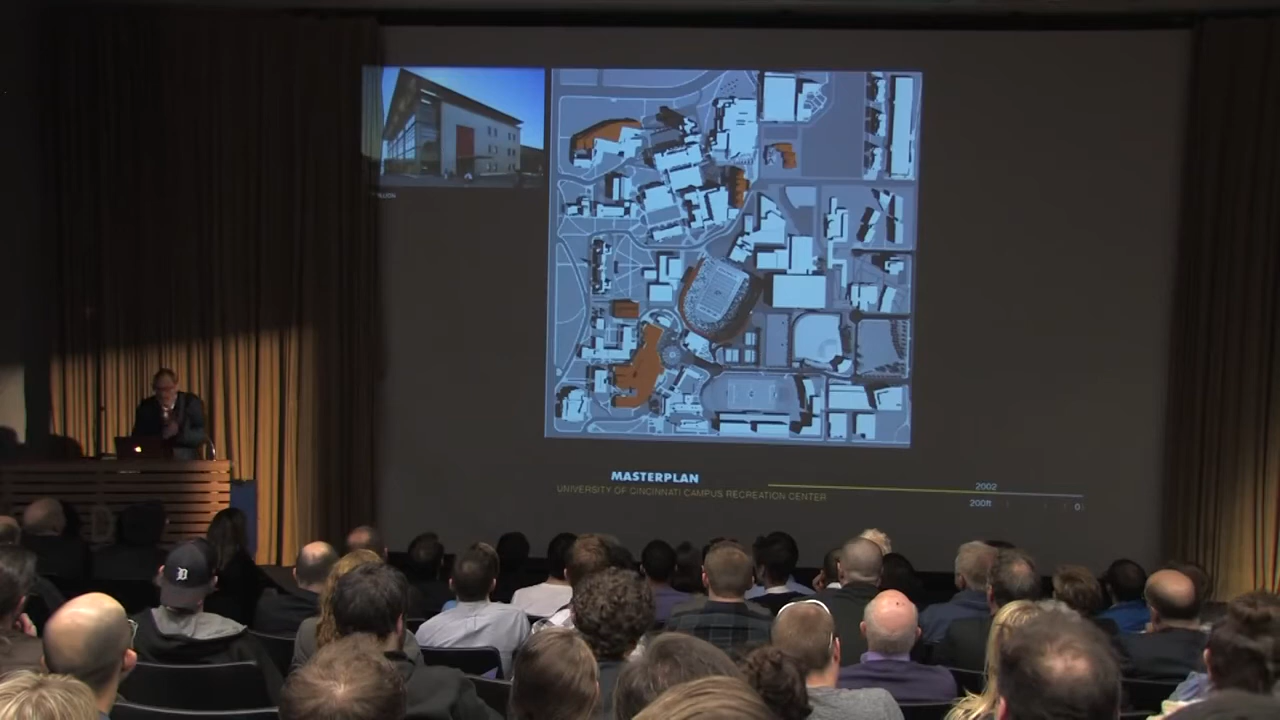 MASTERPLAN
UNIVERSITY OF CINCINNATI CAMPUS RECREATION CENTER
2002
200ft
0
D